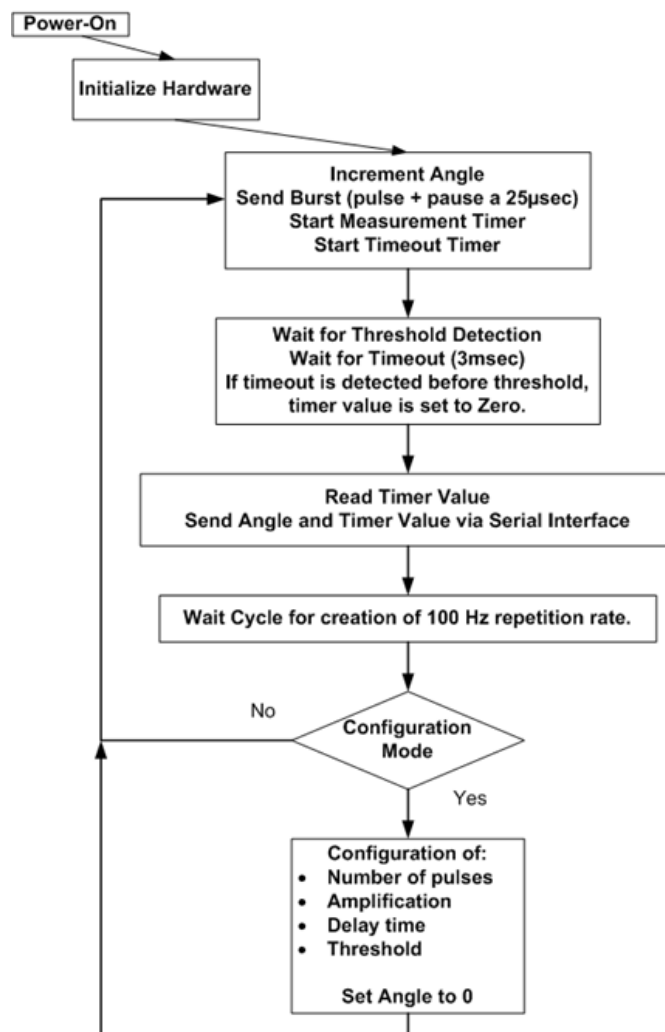 Power-On
Initialize Hardware
Increment Angle
Send Burst (pulse + pause a 25µsec)
Start Measurement Timer
Start Timeout Timer
Wait for Threshold Detection
Wait for Timeout (3msec)
If timeout is detected before threshold,
timer value is set to Zero.
Read Timer Value
Send Angle and Timer Value via Serial Interface
Wait Cycle for creation of 100 Hz repetition rate.
No
Configuration
Mode
Yes
Configuration of:
• Number of pulses
• Amplification
• Delay time
• Threshold
Set Angle to 0